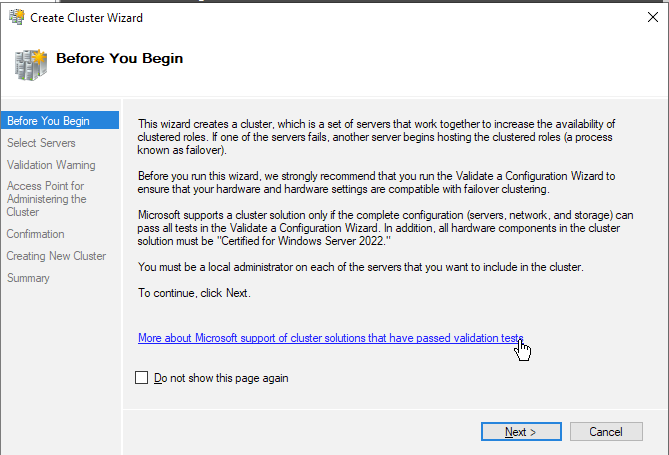 Create Cluster Wizard
Before You Begin
Before You Begin
Select Servers
Validation Warning
Access Point for
Administering the
Cluster
Confirmation
Creating New Cluster
Summary
This wizard creates a cluster, which is a set of servers that work together to increase the availability of
clustered roles. If one of the servers fails, another server begins hosting the clustered roles (a process
known as failover).
Before you run this wizard, we strongly recommend that you run the Validate a Configuration Wizard to
ensure that your hardware and hardware settings are compatible with failover clustering.
Microsoft supports a cluster solution only if the complete configuration (servers, network, and storage) can
pass all tests in the Validate a Configuration Wizard. In addition, all hardware components in the cluster
solution must be "Certified for Windows Server 2022."
You must be a local administrator on each of the servers that you want to include in the cluster.
To continue, click Next.
More about Microsoft support of cluster solutions that have passed validation tests
Do not show this page again
Next >
Cancel